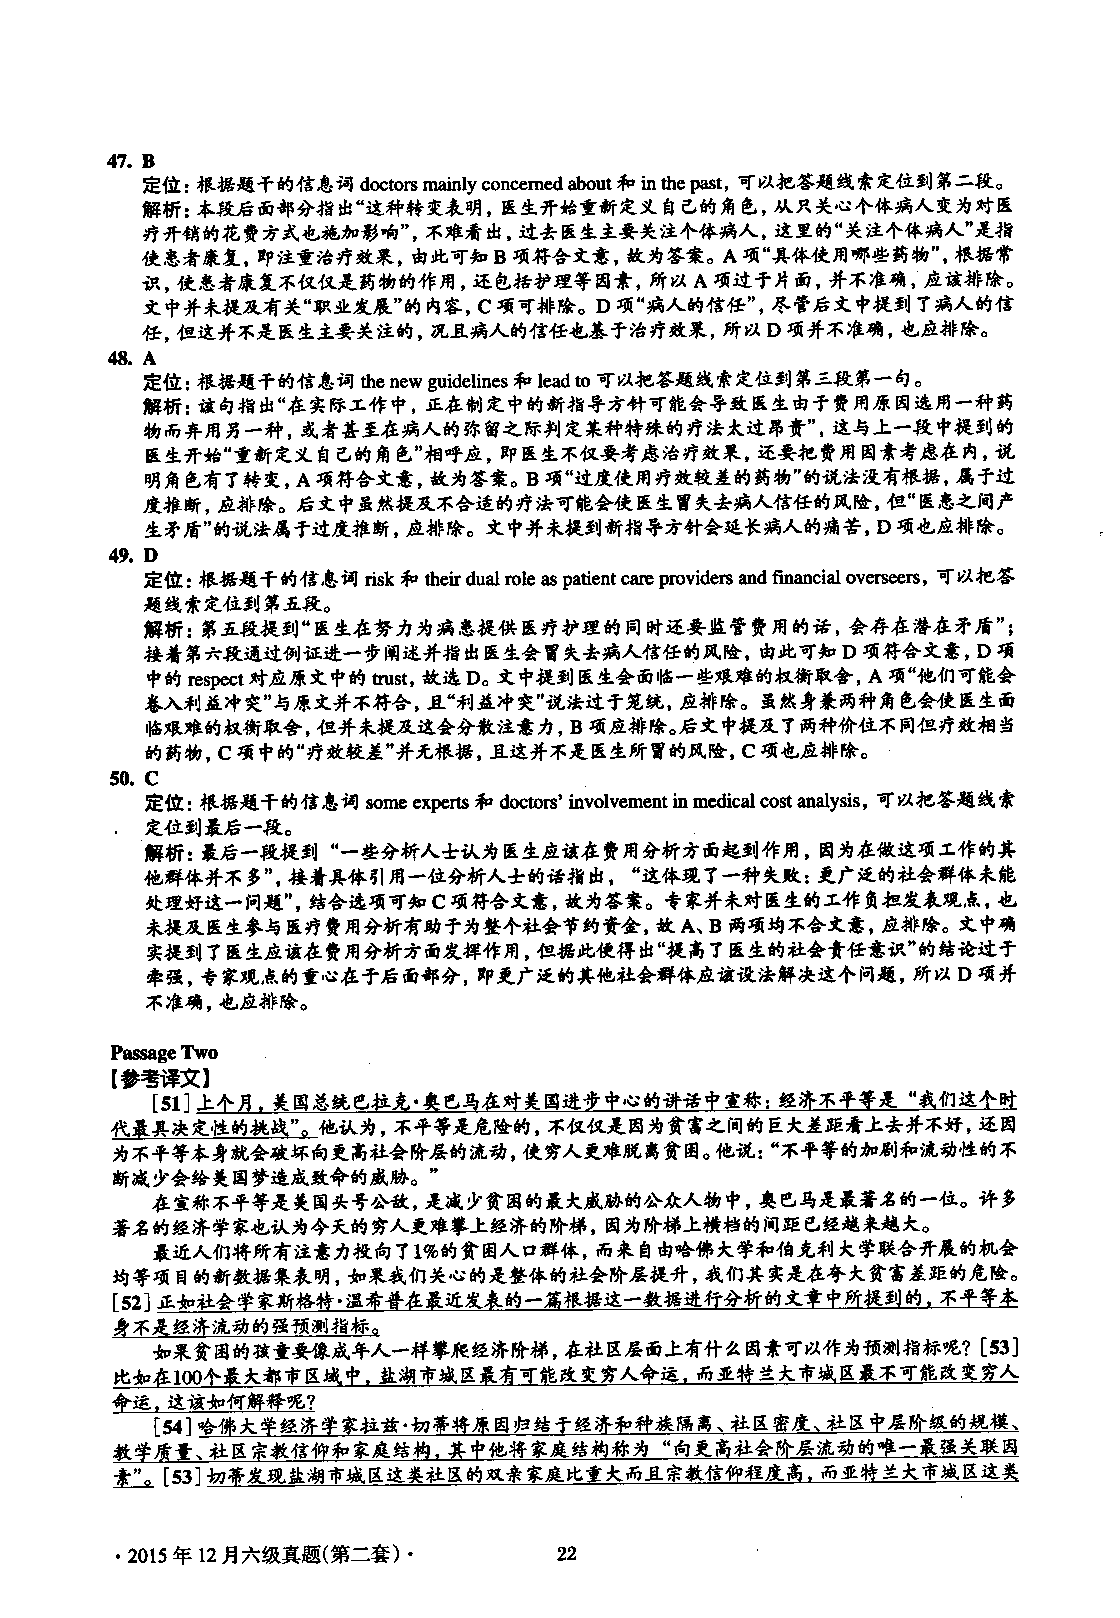 47. B
定位：根据题干的信息词 doctors mainly concerned about 和 in the past，可以把答题线索定位到第二段。
解析：本段后面部分指出“这种转变表明，医生开始重新定义自己的角色，从只关心个体病人变为对医
疗开销的花费方式也施加影响”，不难看出，过去医生主要关注个体病人，这里的“关注个体病人”是指
使患者康复，即注重治疗效果，由此可知 B 项符合文意，故为答案。A 项“具体使用哪些药物”，根据常
识，使患者康复不仅仅是药物的作用，还包括护理等因素，所以 A 项过于片面，并不准确，应该排除。
文中并未提及有关“职业发展”的内容，C 项可排除。D 项“病人的信任”，尽管后文中提到了病人的信
任，但这并不是医生主要关注的，况且病人的信任也基于治疗效果，所以 D 项并不准确，也应排除。
48. A
定位：根据题干的信息词 the new guidelines 和 lead to 可以把答题线索定位到第三段第一句。
解析：该句指出“在实际工作中，正在制定中的新指导方针可能会导致医生由于费用原因选用一种药
物而弃用另一种，或者甚至在病人的弥留之际判定某种特殊的疗法太过昂贵”，这与上一段中提到的
医生开始“重新定义自己的角色”相呼应，即医生不仅要考虑治疗效果，还要把费用因素考虑在内，说
明角色有了转变，A 项符合文意，故为答案。B 项“过度使用疗效较差的药物”的说法没有根据，属于过
度推断，应排除。后文中虽然提及不合适的疗法可能会使医生冒失去病人信任的风险，但“医患之间产
生矛盾”的说法属于过度推断，应排除。文中并未提到新指导方针会延长病人的痛苦，D 项也应排除。
49. D
定位：根据题干的信息词 risk 和 their dual role as patient care providers and financial overseers，可以把答
题线索定位到第五段。
解析：第五段提到“医生在努力为病患提供医疗护理的同时还要监管费用的话，会存在潜在矛盾”；
接着第六段通过例证进一步阐述并指出医生会冒失去病人信任的风险，由此可知 D 项符合文意，D 项
中的 respect 对应原文中的 trust，故选 D。文中提到医生会面临一些艰难的权衡取舍，A 项“他们可能会
卷入利益冲突”与原文并不符合，且“利益冲突”说法过于笼统，应排除。虽然身兼两种角色会使医生面
临艰难的权衡取舍，但并未提及这会分散注意力，B 项应排除。后文中提及了两种价位不同但疗效相当
的药物，C 项中的“疗效较差”并无根据，且这并不是医生所冒的风险，C 项也应排除。
50. C
定位：根据题干的信息词 some experts 和 doctors’ involvement in medical cost analysis，可以把答题线索
定位到最后一段。
解析：最后一段提到 “一些分析人士认为医生应该在费用分析方面起到作用，因为在做这项工作的其
他群体并不多”，接着具体引用一位分析人士的话指出，“这体现了一种失败：更广泛的社会群体未能
处理好这一问题”，结合选项可知 C 项符合文意，故为答案。专家并未对医生的工作负担发表观点，也
未提及医生参与医疗费用分析有助于为整个社会节约资金，故 A、B 两项均不合文意，应排除。文中确
实提到了医生应该在费用分析方面发挥作用，但据此便得出“提高了医生的社会责任意识”的结论过于
牵强，专家观点的重心在于后面部分，即更广泛的其他社会群体应该设法解决这个问题，所以 D 项并
不准确，也应排除。
Passage Two
【参考译文】
[51]上个月，美国总统巴拉克·奥巴马在对美国进步中心的讲话中宣称：经济不平等是“我们这个时
代最具决定性的挑战”。他认为，不平等是危险的，不仅仅是因为贫富之间的巨大差距看上去并不好，还因
为不平等本身就会破坏向更高社会阶层的流动，使穷人更难脱离贫困。他说：“不平等的加剧和流动性的不
断减少会给美国梦造成致命的威胁。”
在宣称不平等是美国头号公敌，是减少贫困的最大威胁的公众人物中，奥巴马是最著名的一位。许多
著名的经济学家也认为今天的穷人更难攀上经济的阶梯，因为阶梯上横档的间距已经越来越大。
最近人们将所有注意力投向了1%的贫困人口群体，而来自由哈佛大学和伯克利大学联合开展的机会
均等项目的新数据集表明，如果我们关心的是整体的社会阶层提升，我们其实是在夸大贫富差距的危险。
[52]正如社会学家斯格特·温希普在最近发表的一篇根据这一数据进行分析的文章中所提到的，不平等本
身不是经济流动的强预测指标。
如果贫困的孩童要像成年人一样攀爬经济阶梯，在社区层面上有什么因素可以作为预测指标呢？[53]
比如在100个最大都市区域中，盐湖市城区最有可能改变穷人命运，而亚特兰大市城区最不可能改变穷人
命运，这该如何解释呢？
[54]哈佛大学经济学家拉兹·切蒂将原因归结于经济和种族隔离、社区密度、社区中层阶级的规模、
教学质量、社区宗教信仰和家庭结构，其中他将家庭结构称为“向更高社会阶层流动的唯一最强关联因
素”。[53]切蒂发现盐湖市城区这类社区的双亲家庭比重大而且宗教信仰程度高，而亚特兰大市城区这类
·2015 年 12 月六级真题(第二套)·
22